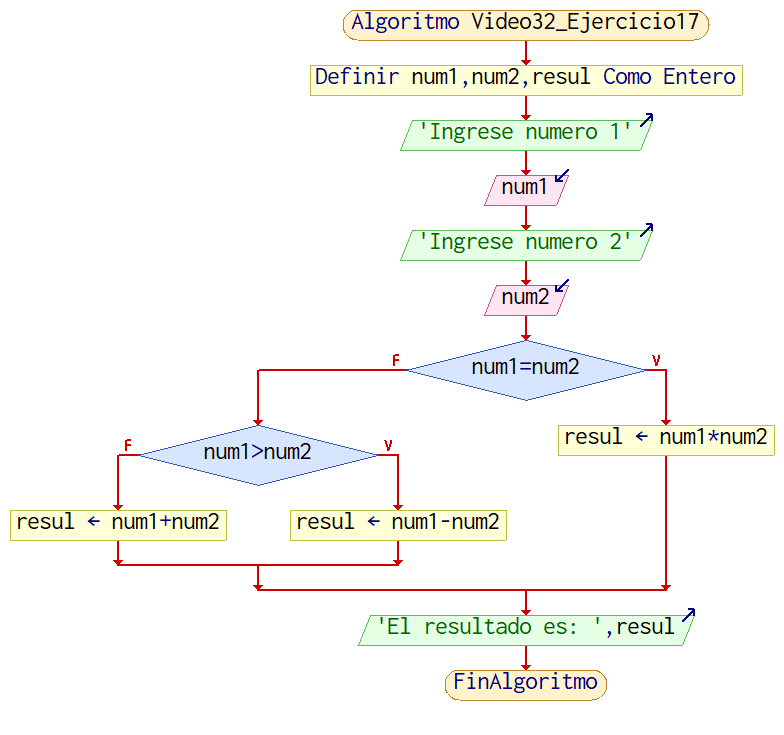 Algoritmo Video32_Ejercicio17
Definir num1,num2,resul Como Entero
'Ingrese numero 1'
num1
'Ingrese numero 2'
num2
num1=num2
F
V
resul ← num1*num2
num1>num2
F
V
resul ← num1+num2
resul ← num1-num2
'El resultado es: ',resul
FinAlgoritmo